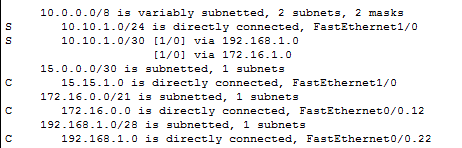 10.0.0.0/8 is variably subnetted, 2 subnets, 2 masks
S 10.10.1.0/24 is directly connected, FastEthernet1/0
S 10.10.1.0/30 [1/0] via 192.168.1.0
[1/0] via 172.16.1.0
15.0.0.0/30 is subnetted, 1 subnets
C 15.15.1.0 is directly connected, FastEthernet1/0
172.16.0.0/21 is subnetted, 1 subnets
C 172.16.0.0 is directly connected, FastEthernet0/0.12
192.168.1.0/28 is subnetted, 1 subnets
C 192.168.1.0 is directly connected, FastEthernet0/0.22